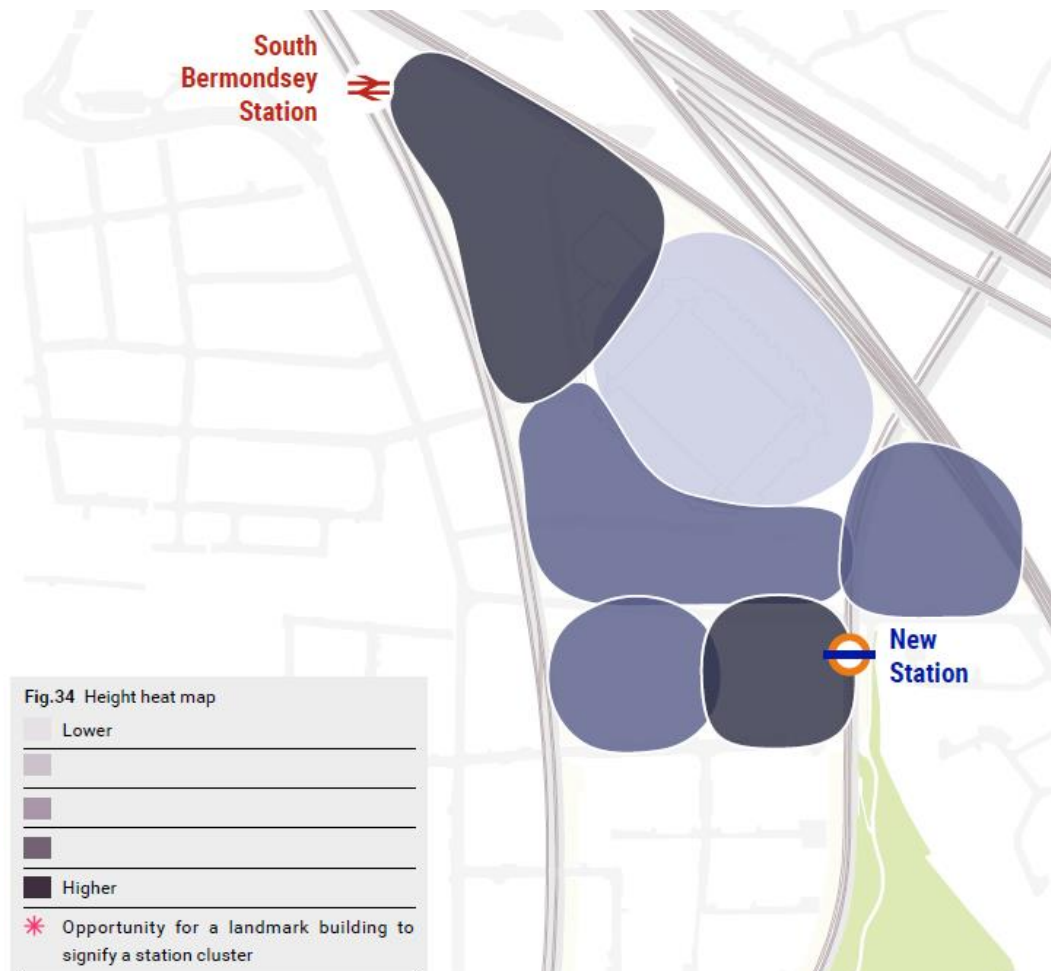 South
Bermondsey
Station
New
Station
Fig.34 Height heat map
Lower
Higher
Opportunity for a landmark building to
signify a station cluster